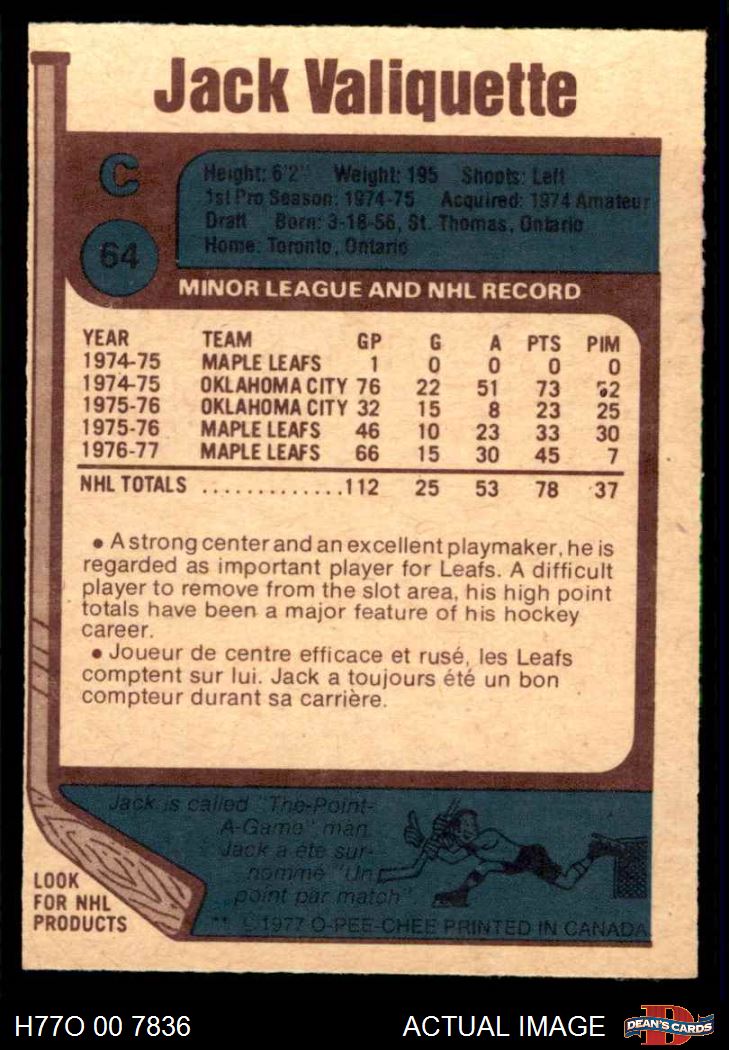 Jack Valiquette
C
Height: 6'2" Weight: 195 Shoots: Left
1st Pro Season: 1974-75 Acquired: 1974 Amateur
Draft Born: 3-18-56, St. Thomas, Ontario
Home: Toronto, Ontario
64
MINOR LEAGUE AND NHL RECORD
YEAR TEAM GP G A PTS PIM
1974-75 MAPLE LEAFS 1 0 0 0 0
1974-75 OKLAHOMA CITY 76 22 51 73 52
1975-76 OKLAHOMA CITY 32 15 8 23 25
1975-76 MAPLE LEAFS 46 10 23 33 30
1976-77 MAPLE LEAFS 66 15 30 45 7
NHL TOTALS .............112 25 53 78 37
• A strong center and an excellent playmaker, he is
regarded as important player for Leafs. A difficult
player to remove from the slot area, his high point
totals have been a major feature of his hockey
career.
• Joueur de centre efficace et rusé, les Leafs
comptent sur lui. Jack a toujours été un bon
compteur durant sa carrière.
Jack is called "The-Point-
A-Game" man
Jack a été sur-
nommé "Un
point par match"
LOOK
FOR NHL
PRODUCTS
** ©1977 O-PEE-CHEE PRINTED IN CANADA
H77O 00 7836 ACTUAL IMAGE
DEAN'S CARDS